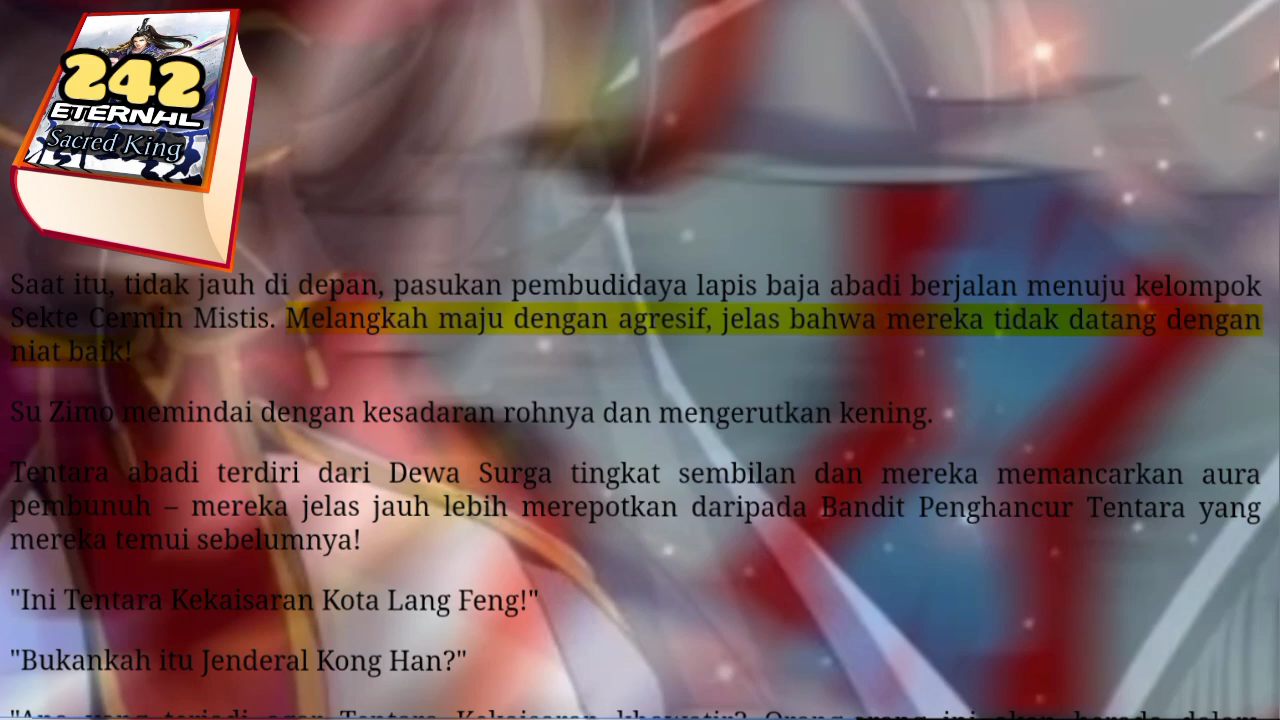 242
ETERNAL
Sacred King
Saat itu, tidak jauh di depan, pasukan pembudidaya lapis baja abadi berjalan menuju kelompok
Sekte Cermin Mistis. Melangkah maju dengan agresif, jelas bahwa mereka tidak datang dengan
niat baik!
Su Zimo memindai dengan kesadaran rohnya dan mengerutkan kening.
Tentara abadi terdiri dari Dewa Surga tingkat sembilan dan mereka memancarkan aura
pembunuh – mereka jelas jauh lebih merepotkan daripada Bandit Penghancur Tentara yang
mereka temui sebelumnya!
"Ini Tentara Kekaisaran Kota Lang Feng!"
"Bukankah itu Jenderal Kong Han?"